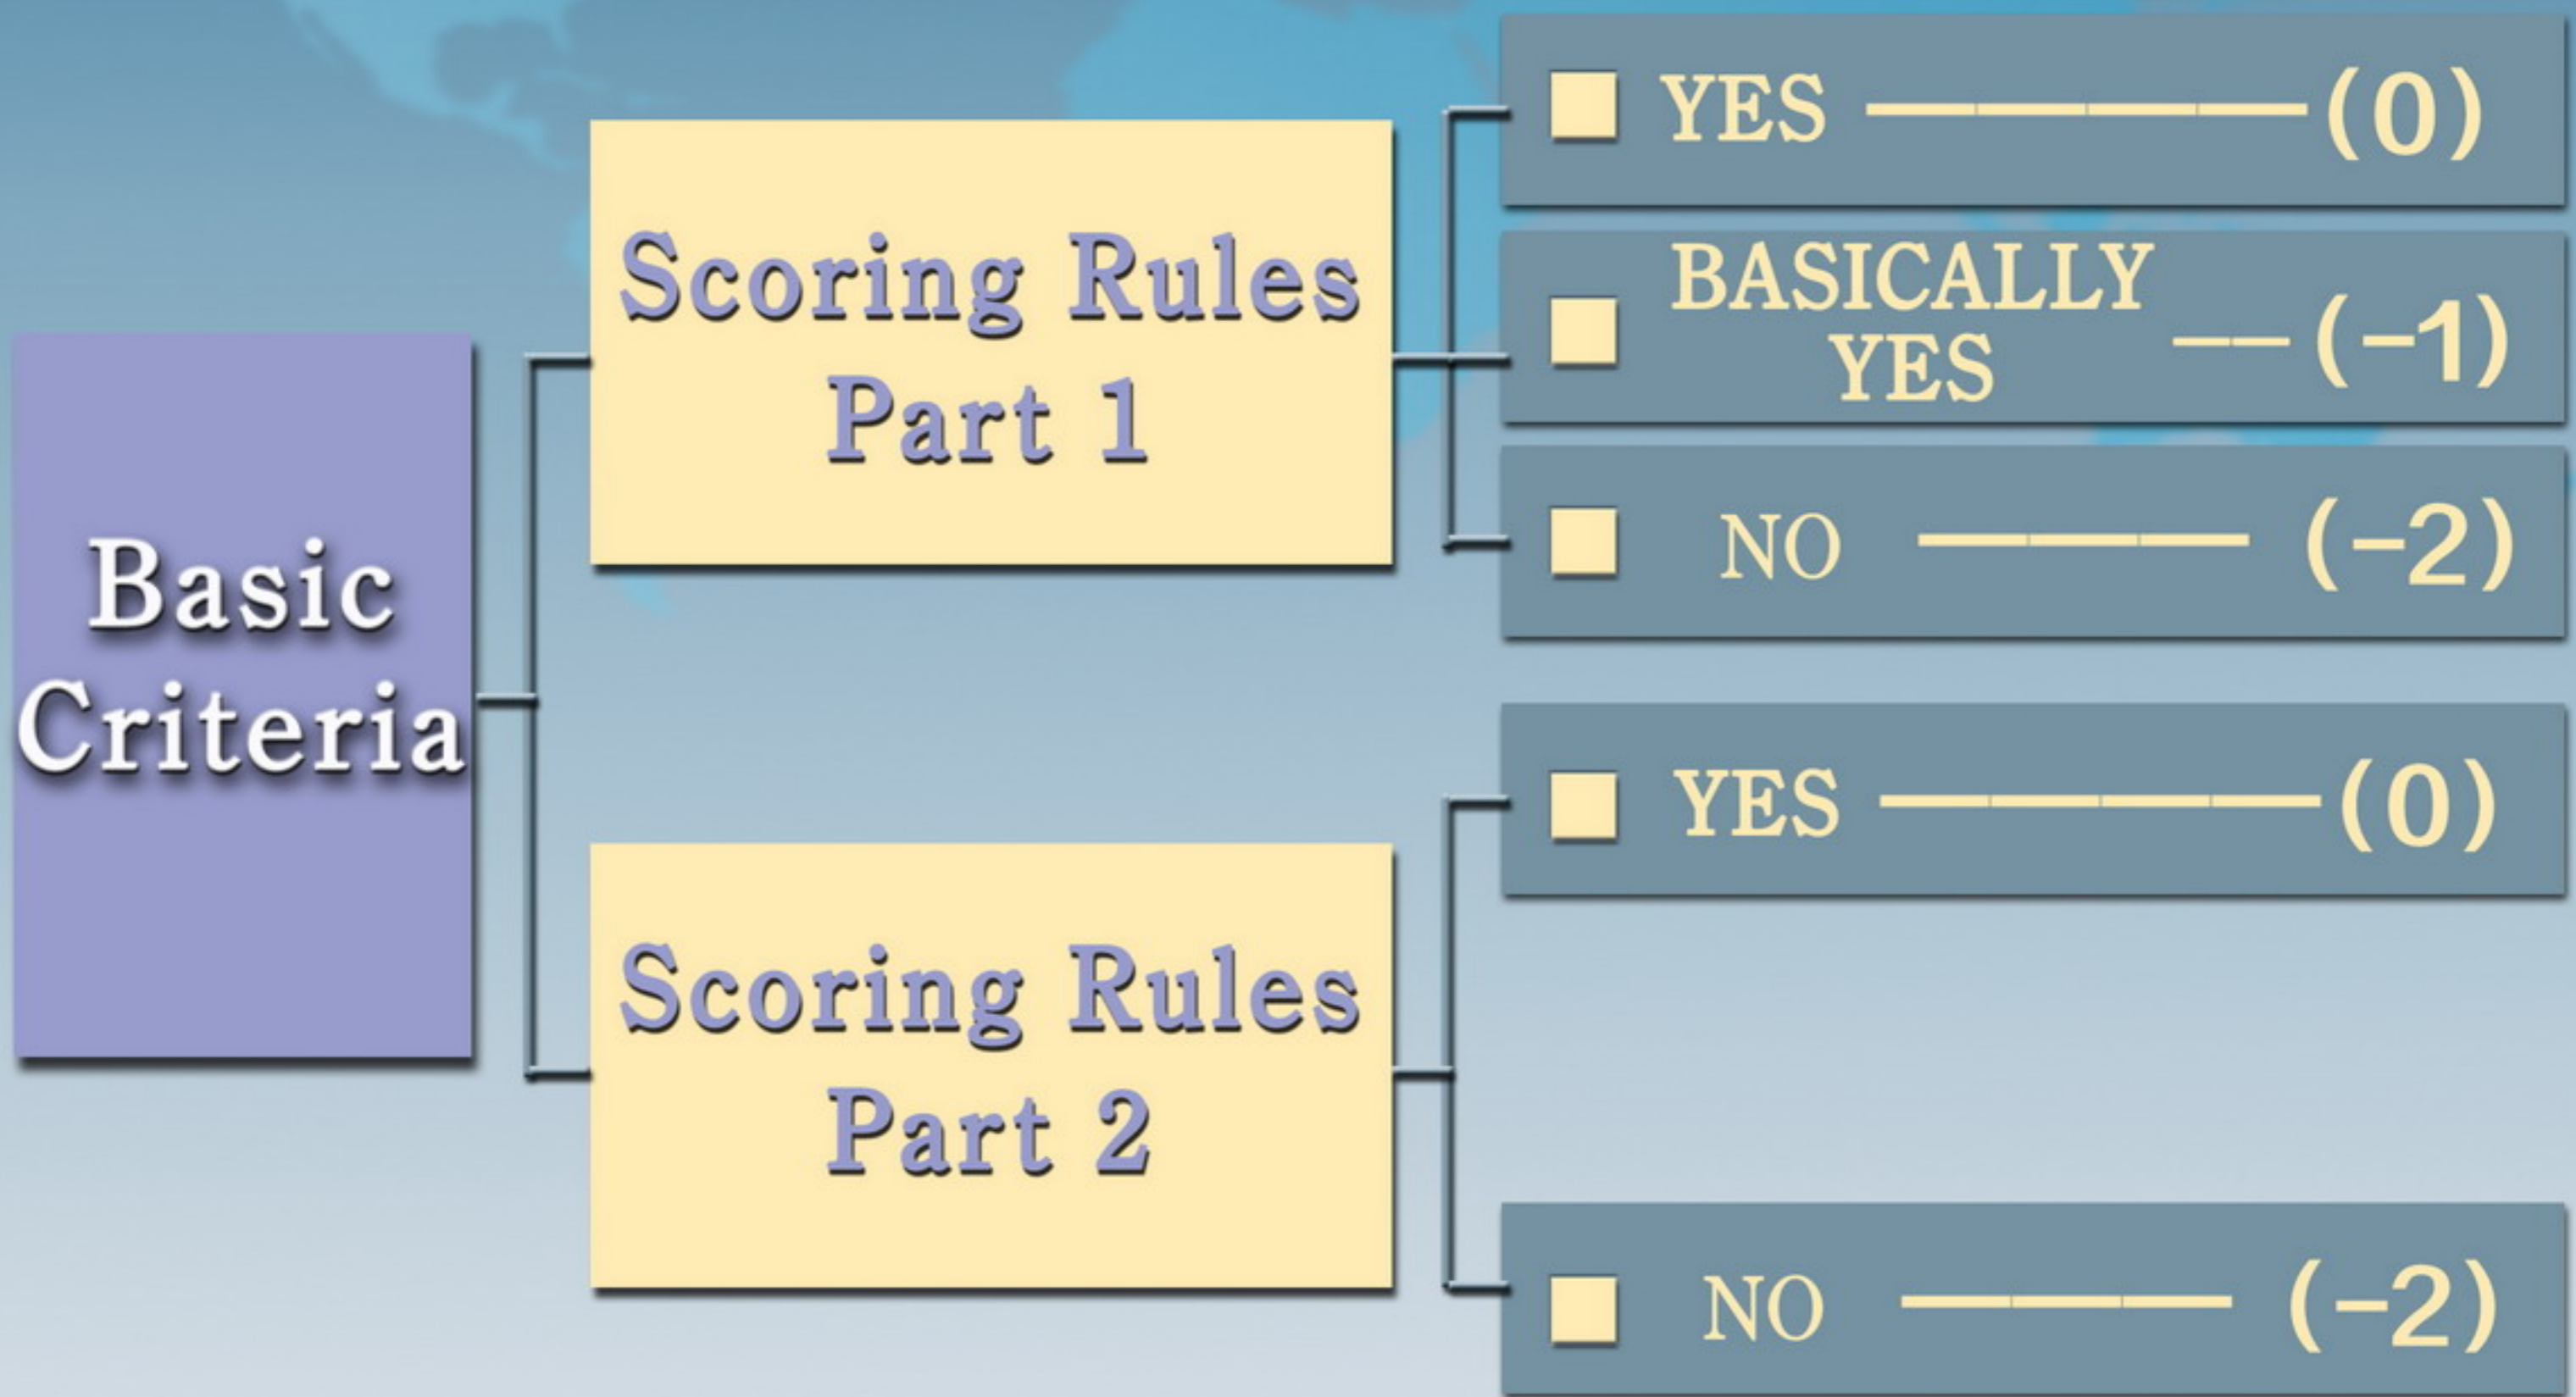 Basic
Criteria
Scoring Rules
Part 1
YES ———— (0)
BASICALLY
YES —— (-1)
NO ——— (-2)
Scoring Rules
Part 2
YES ———— (0)
NO ——— (-2)